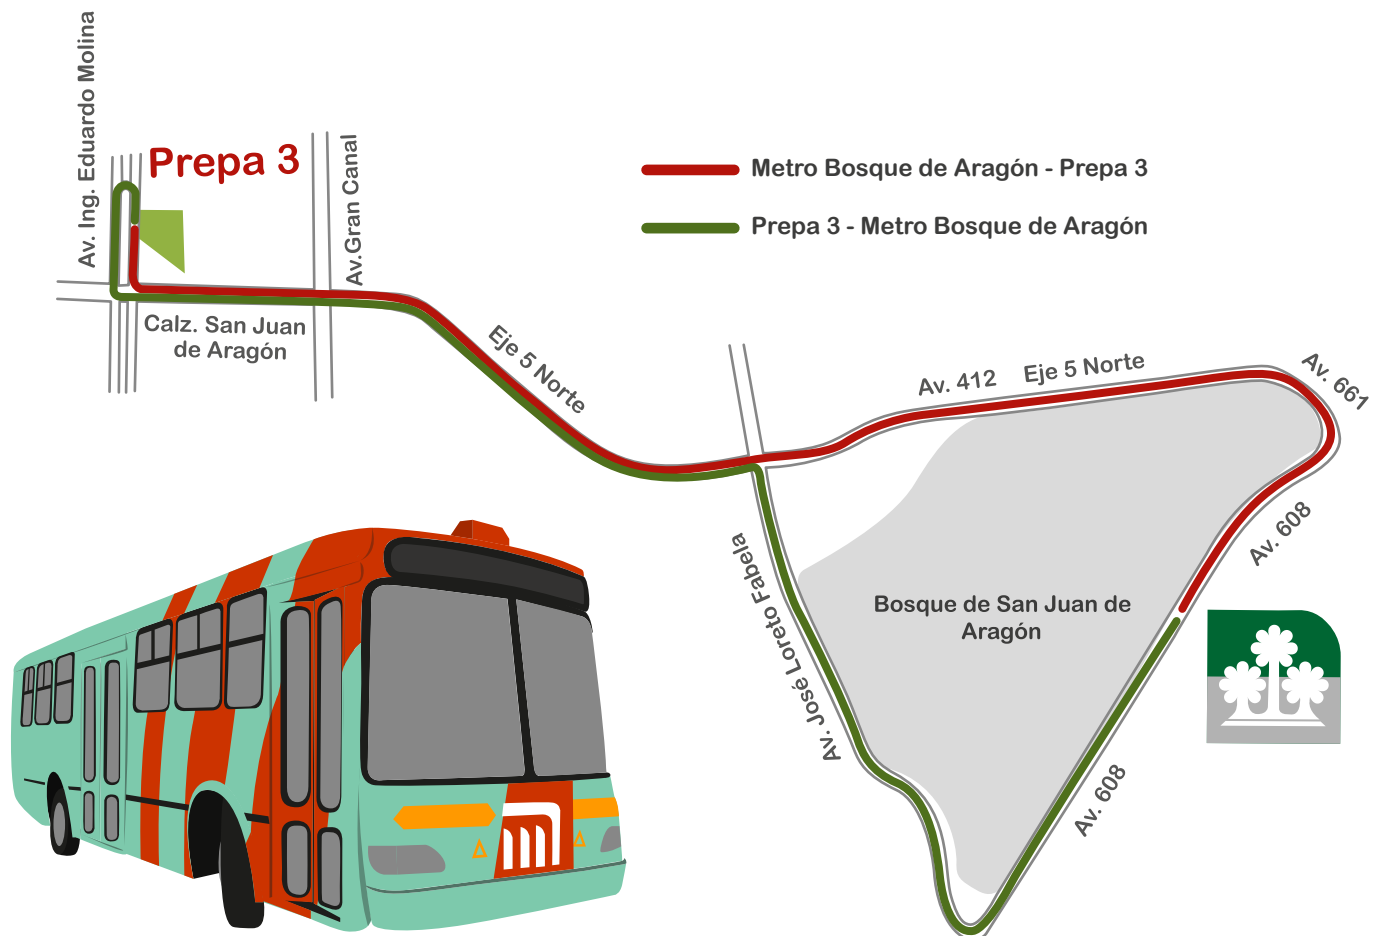 Av. Ing. Eduardo Molina
Prepa 3
Av.Gran Canal
Metro Bosque de Aragón - Prepa 3
Prepa 3 - Metro Bosque de Aragón
Calz. San Juan
de Aragón
Eje 5 Norte
Av. 412
Eje 5 Norte
Av. 661
Av. 608
Av. José Loreto Fabela
Bosque de San Juan de
Aragón
Av. 608